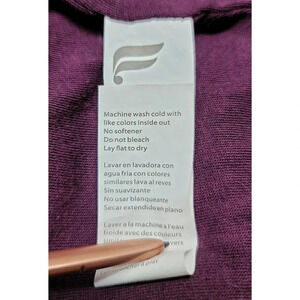 Machine wash cold with
like colors inside out
No softener
Do not bleach
Lay flat to dry
Lavar en lavadora con
agua fria con colores
similares lava al reves
Sin suavizante
No usar blanqueante
Secar extendido en plano
Laver a la machine a l'eau
froide avec des couleurs